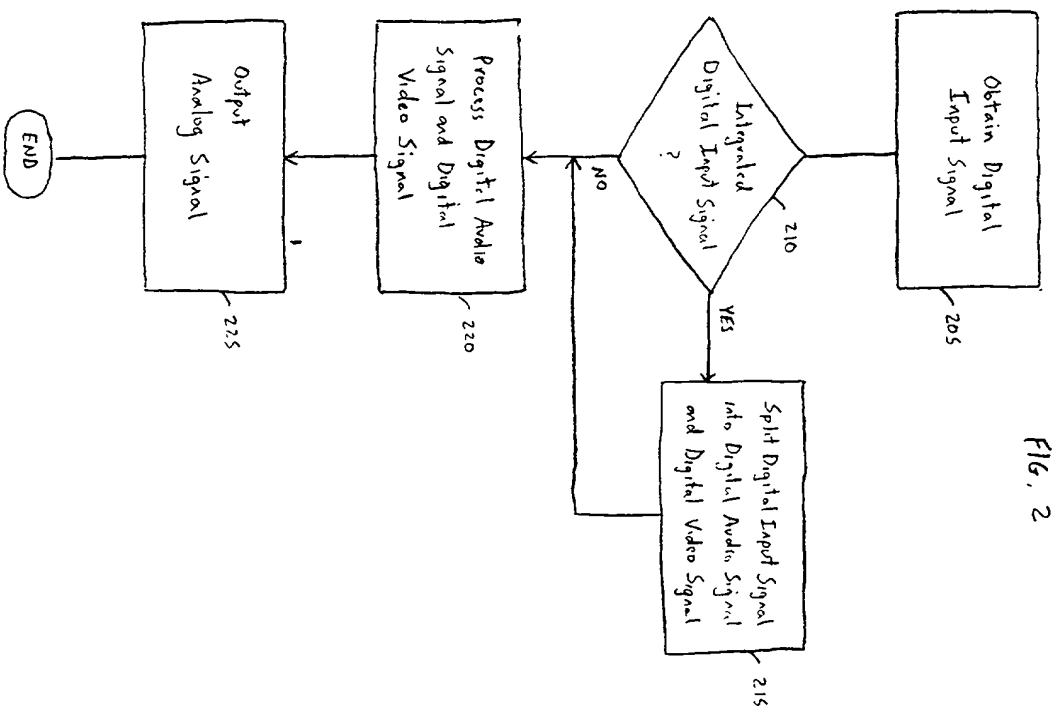 FIG. 2
Obtain Digital
Input Signal
205
Integrated
Digital Input Signal
?
210
YES
Split Digital Input Signal
into Digital Audio Signal
and Digital Video Signal
215
NO
Process Digital Audio
Signal and Digital
Video Signal
220
Output
Analog Signal
225
END